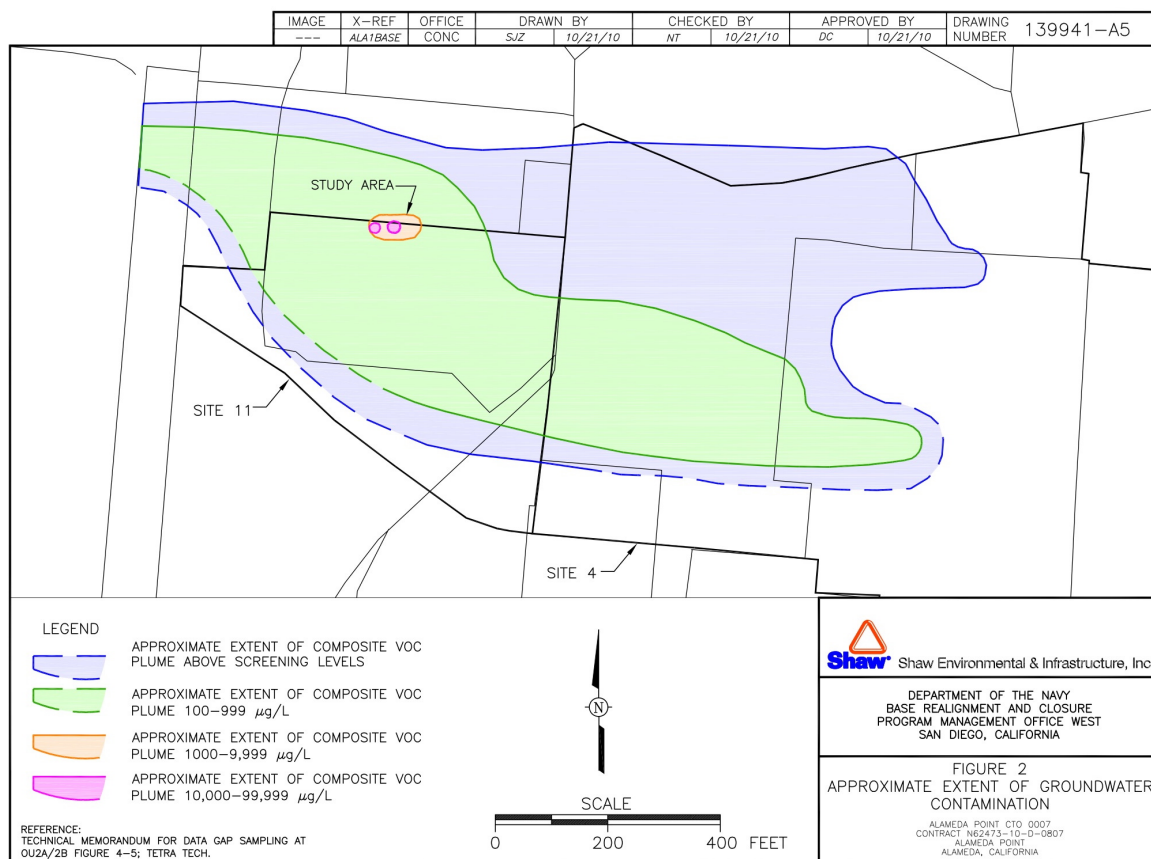 IMAGE X-REF OFFICE DRAWN BY CHECKED BY APPROVED BY DRAWING NUMBER 139941-A5
--- ALA1BASE CONC SJZ 10/21/10 NT 10/21/10 DC 10/21/10
STUDY AREA
SITE 11
SITE 4
LEGEND
APPROXIMATE EXTENT OF COMPOSITE VOC
PLUME ABOVE SCREENING LEVELS
APPROXIMATE EXTENT OF COMPOSITE VOC
PLUME 100-999 µg/L
APPROXIMATE EXTENT OF COMPOSITE VOC
PLUME 1000-9,999 µg/L
APPROXIMATE EXTENT OF COMPOSITE VOC
PLUME 10,000-99,999 µg/L
REFERENCE:
TECHNICAL MEMORANDUM FOR DATA GAP SAMPLING AT
OU2A/2B FIGURE 4-5; TETRA TECH.
N
SCALE
0 200 400 FEET
Shaw Shaw Environmental & Infrastructure, Inc
DEPARTMENT OF THE NAVY
BASE REALIGNMENT AND CLOSURE
PROGRAM MANAGEMENT OFFICE WEST
SAN DIEGO, CALIFORNIA
FIGURE 2
APPROXIMATE EXTENT OF GROUNDWATER
CONTAMINATION
ALAMEDA POINT CTO 0007
CONTRACT N62473-10-D-0807
ALAMEDA POINT
ALAMEDA, CALIFORNIA